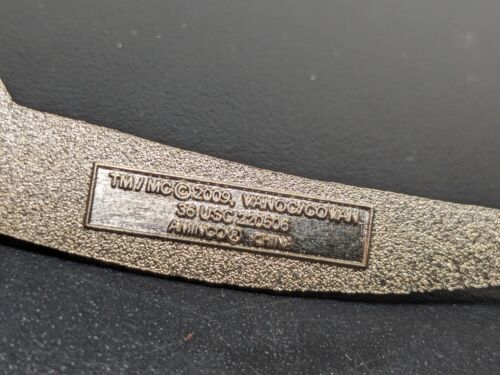 TM/MC©2009, VANOC/COVAN
36 USC 220506
AMINCO® CHINA